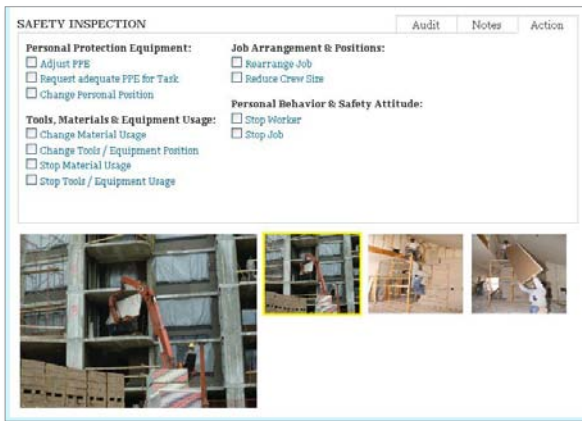 SAFETY INSPECTION
Audit Notes Action
Personal Protection Equipment:
Adjust PPE
Request adequate PPE for Task
Change Personal Position
Tools, Materials & Equipment Usage:
Change Material Usage
Change Tools / Equipment Position
Stop Material Usage
Stop Tools / Equipment Usage
Job Arrangement & Positions:
Rearrange Job
Reduce Crew Size
Personal Behavior & Safety Attitude:
Stop Worker
Stop Job